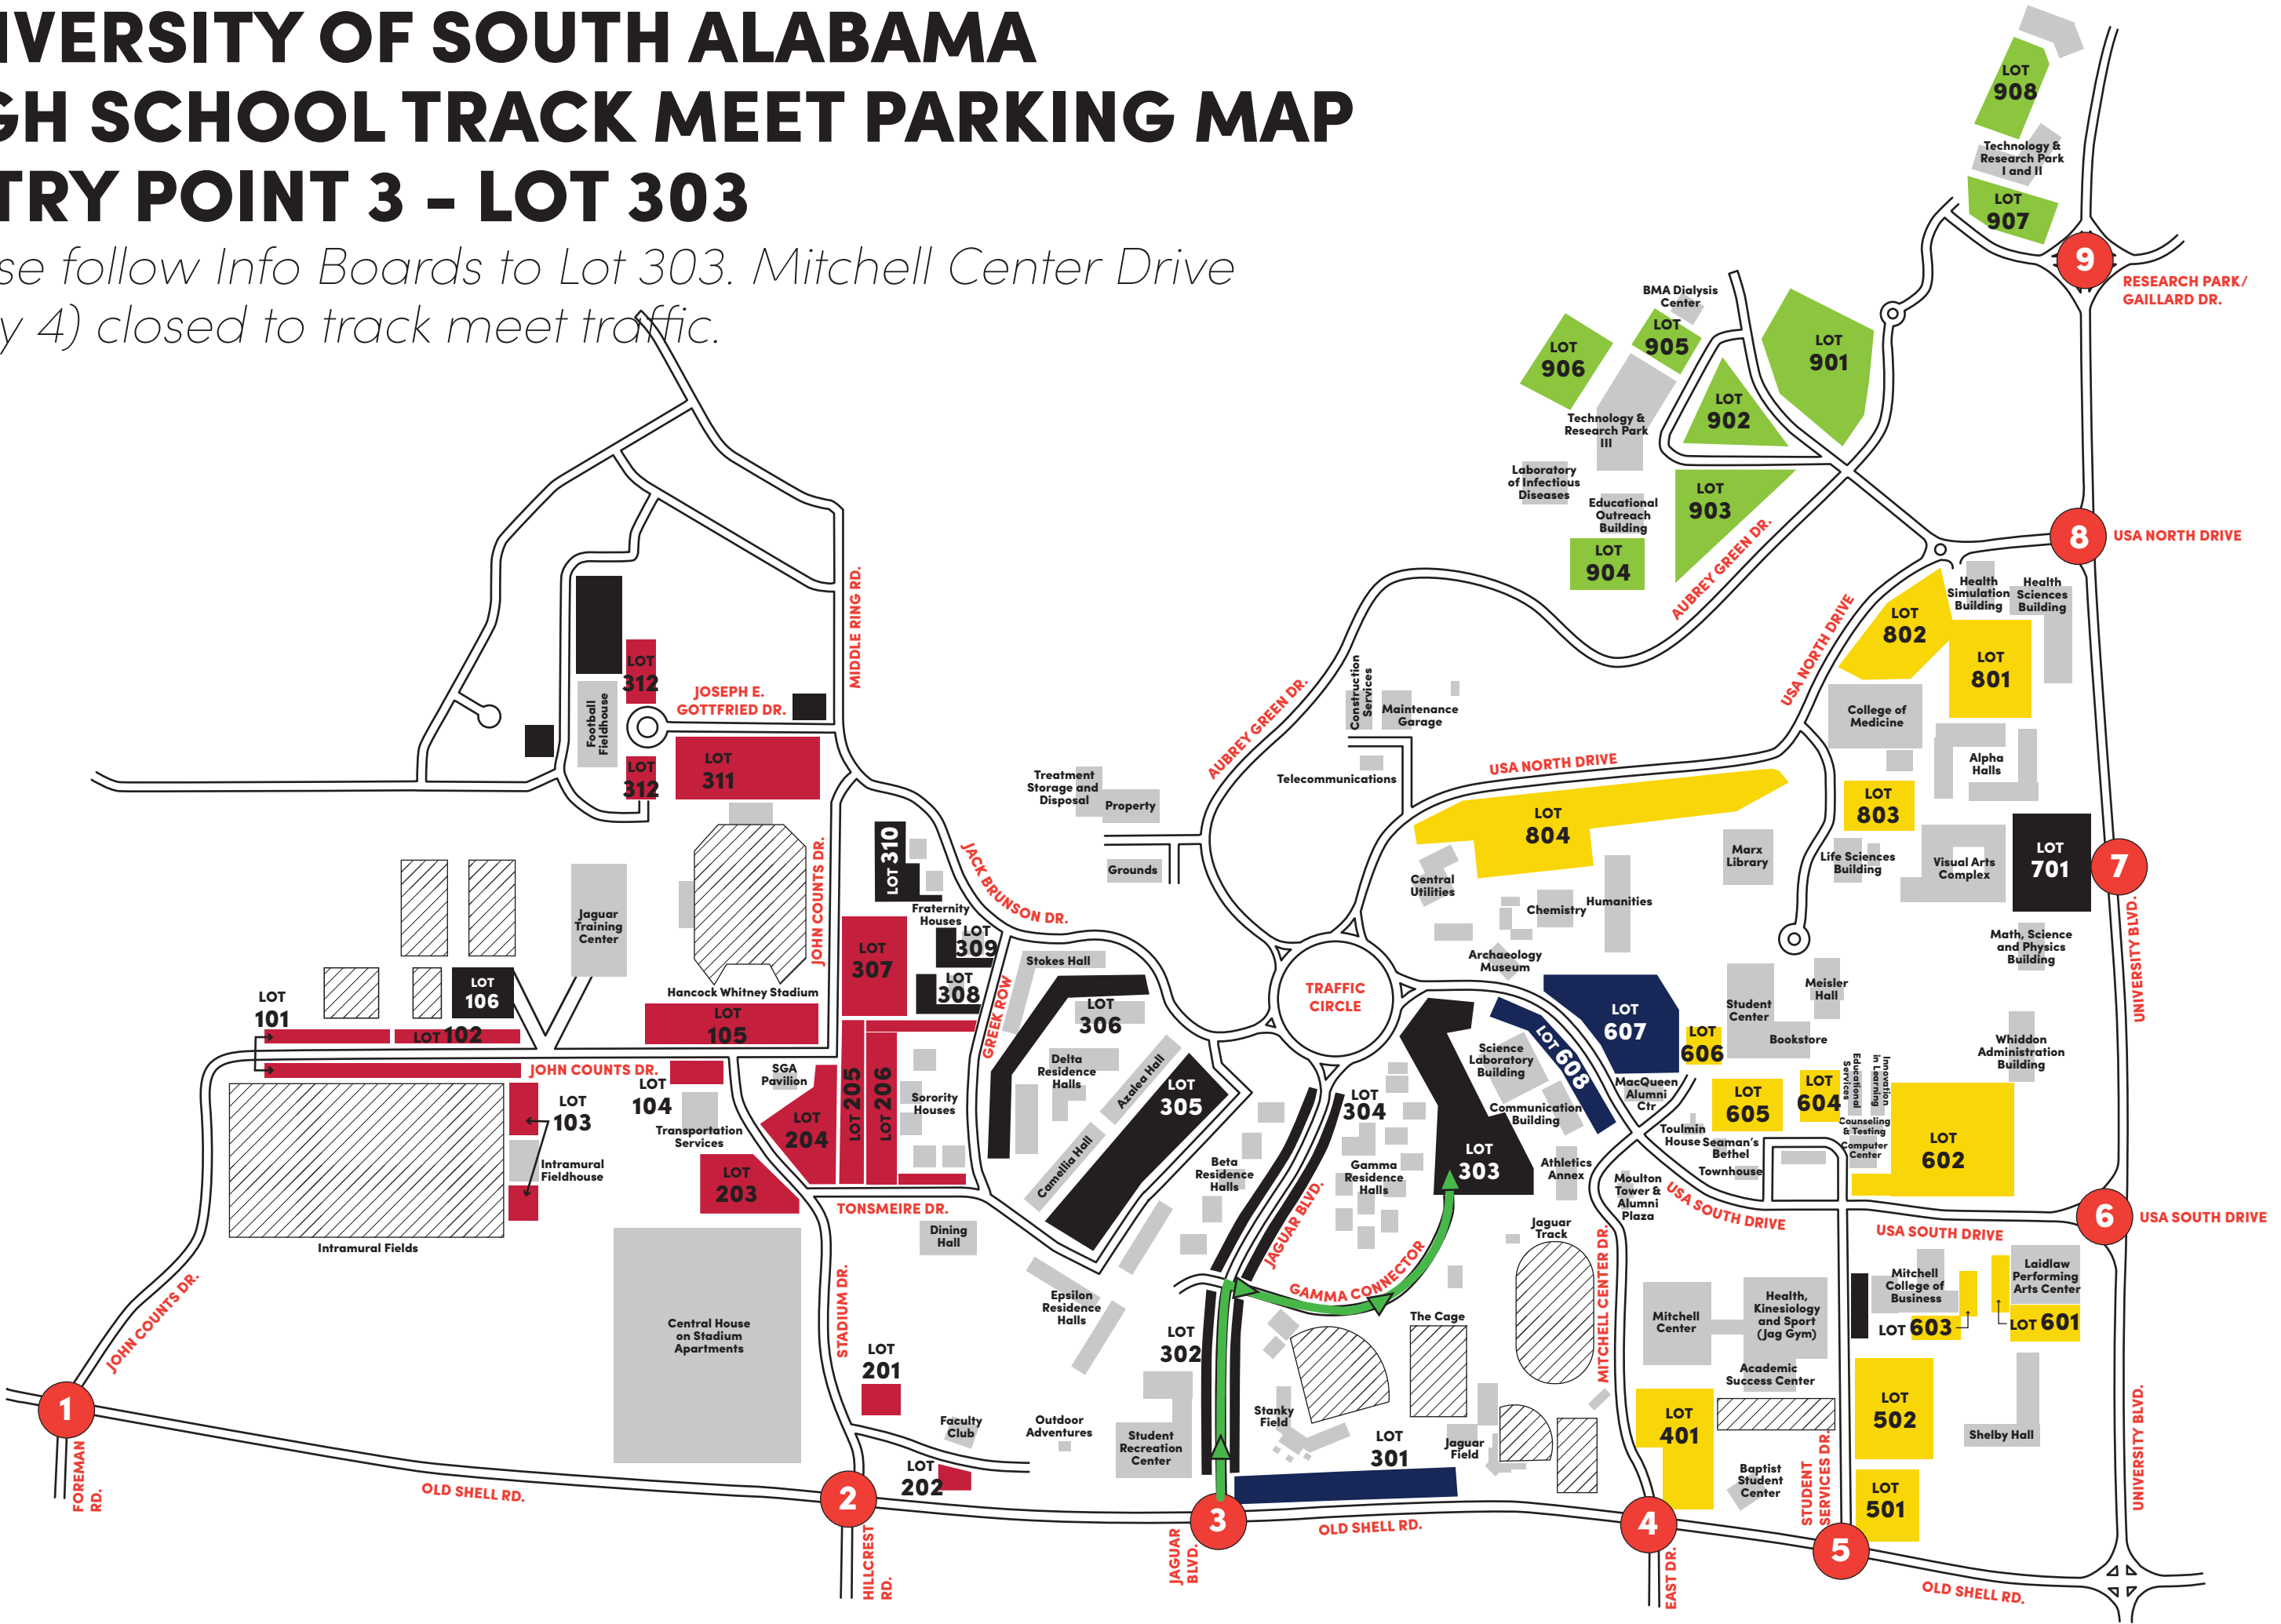 IVERSITY OF SOUTH ALABAMA
GH SCHOOL TRACK MEET PARKING MAP
TRY POINT 3 - LOT 303
se follow Info Boards to Lot 303. Mitchell Center Drive
y 4) closed to track meet traffic.
LOT
908
Technology &
Research Park
I and II
LOT
907
9
RESEARCH PARK/
GAILLARD DR.
BMA Dialysis
Center
LOT
905
LOT
906
LOT
901
LOT
902
Technology &
Research Park
III
Laboratory
of Infectious
Diseases
LOT
903
Educational
Outreach
Building
LOT
904
AUBREY GREEN DR.
8
USA NORTH DRIVE
Health
Simulation
Building
Health
Sciences
Building
LOT
802
LOT
801
USA NORTH DRIVE
College of
Medicine
Alpha
Halls
MIDDLE RING RD.
LOT
312
JOSEPH E.
GOTTFRIED DR.
Football
Fieldhouse
LOT
312
LOT
311
AUBREY GREEN DR.
Construction
Services
Maintenance
Garage
Telecommunications
USA NORTH DRIVE
Treatment
Storage and
Disposal
Property
Grounds
LOT
804
LOT
803
Central
Utilities
Chemistry
Humanities
Marx
Library
Life Sciences
Building
Visual Arts
Complex
LOT
701
7
UNIVERSITY BLVD.
Math, Science
and Physics
Building
JOHN COUNTS DR.
LOT 310
JACK BRUNSON DR.
Fraternity
Houses
LOT
309
LOT
308
LOT
307
Jaguar
Training
Center
Hancock Whitney Stadium
LOT
106
LOT
101
LOT 102
LOT
105
GREEK ROW
Stokes Hall
LOT
306
Delta
Residence
Halls
Azalea Hall
LOT
305
Camellia Hall
TRAFFIC
CIRCLE
Archaeology
Museum
LOT
607
LOT 608
Science
Laboratory
Building
Communication
Building
Student
Center
Meisler
Hall
Bookstore
LOT
606
MacQueen
Alumni
Ctr
LOT
605
LOT
604
Educational
Services
Innovation
in Learning
Counseling
& Testing
Computer
Center
Whiddon
Administration
Building
LOT
602
JOHN COUNTS DR.
LOT
103
LOT
104
Transportation
Services
SGA
Pavilion
LOT
204
LOT 205
LOT 206
Sorority
Houses
LOT
203
TONSMEIRE DR.
Intramural
Fieldhouse
Intramural Fields
Dining
Hall
Beta
Residence
Halls
LOT
304
Gamma
Residence
Halls
LOT
303
JAGUAR BLVD.
GAMMA CONNECTOR
Athletics
Annex
Jaguar
Track
Toulmin
House
Seaman's
Bethel
Townhouse
Moulton
Tower &
Alumni
Plaza
USA SOUTH DRIVE
USA SOUTH DRIVE
6
USA SOUTH DRIVE
MITCHELL CENTER DR.
Mitchell
Center
Health,
Kinesiology
and Sport
(Jag Gym)
Academic
Success Center
Mitchell
College of
Business
LOT 603
Laidlaw
Performing
Arts Center
LOT 601
JOHN COUNTS DR.
Central House
on Stadium
Apartments
STADIUM DR.
LOT
201
Faculty
Club
LOT
202
Epsilon
Residence
Halls
Outdoor
Adventures
Student
Recreation
Center
LOT
302
Stanky
Field
The Cage
LOT
301
Jaguar
Field
LOT
401
Baptist
Student
Center
STUDENT
SERVICES DR.
LOT
502
LOT
501
Shelby Hall
UNIVERSITY BLVD.
1
FOREMAN
RD.
OLD SHELL RD.
2
HILLCREST
RD.
3
JAGUAR
BLVD.
OLD SHELL RD.
4
EAST DR.
5
OLD SHELL RD.